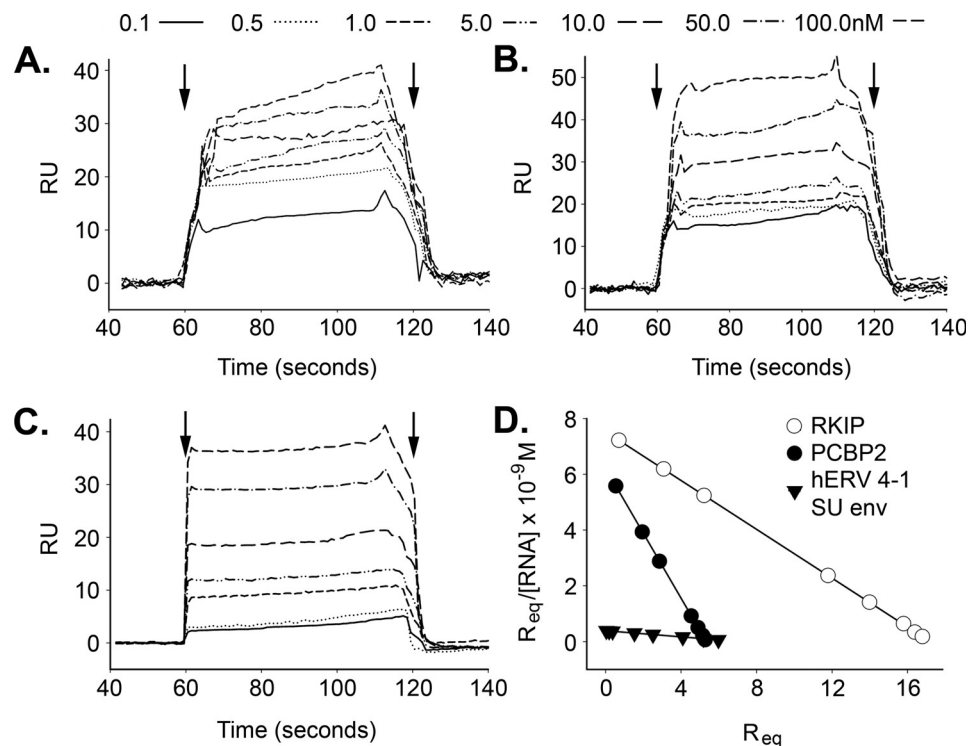 0.1 0.5 1.0 5.0 10.0 50.0 100.0nM
A.
40
30
20
10
0
RU
40 60 80 100 120 140
Time (seconds)
B.
50
40
30
20
10
0
RU
40 60 80 100 120 140
Time (seconds)
C.
40
30
20
10
0
RU
40 60 80 100 120 140
Time (seconds)
D.
8
6
4
2
0
Req/[RNA] x 10-9M
RKIP
PCBP2
hERV 4-1
SU env
0 4 8 12 16
Req